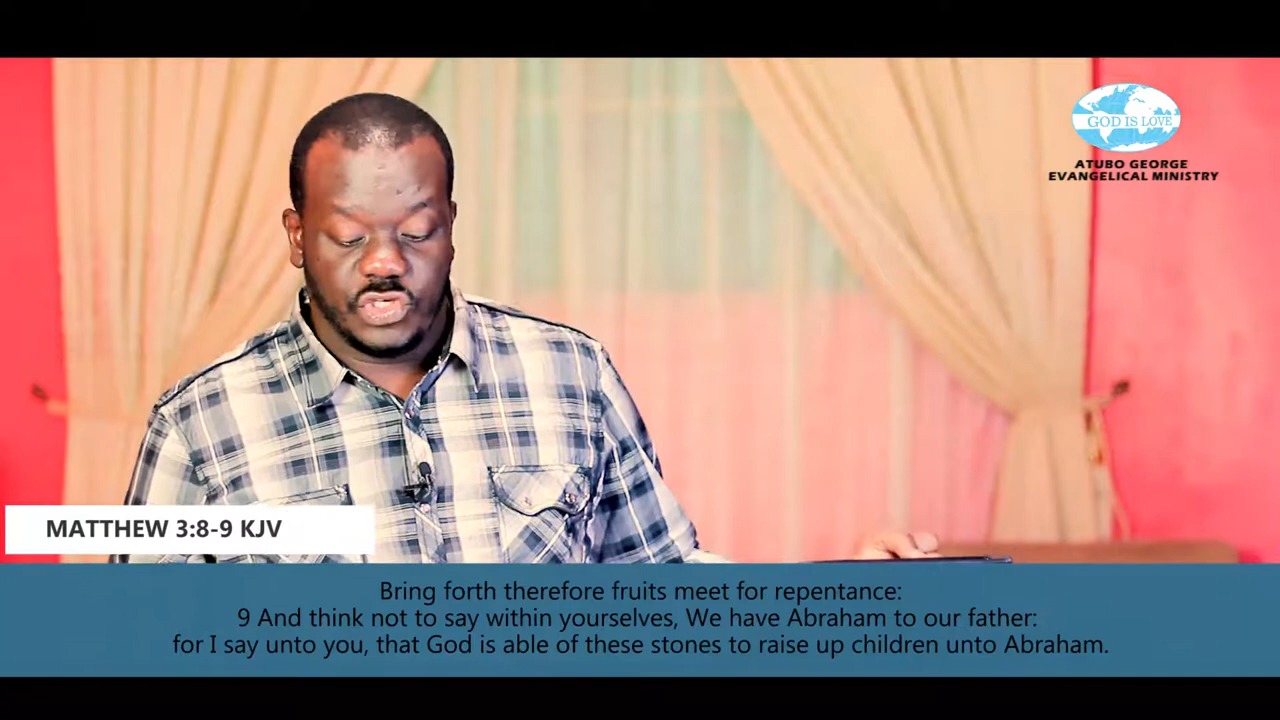 GOD IS LOVE
ATUBO GEORGE
EVANGELICAL MINISTRY
MATTHEW 3:8-9 KJV
Bring forth therefore fruits meet for repentance:
9 And think not to say within yourselves, We have Abraham to our father:
for I say unto you, that God is able of these stones to raise up children unto Abraham.